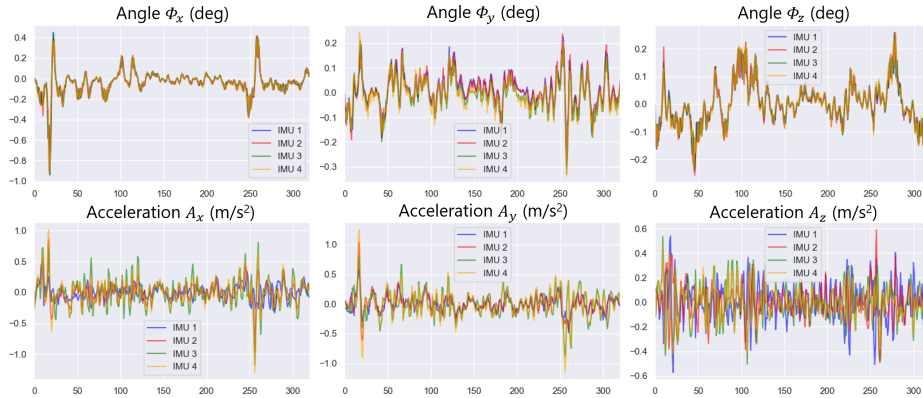 Angle Φx (deg)
0.4
0.2
0.0
−0.2
−0.4
−0.6
−0.8
−1.0
0 50 100 150 200 250 300
IMU 1
IMU 2
IMU 3
IMU 4
Angle Φy (deg)
0.2
0.1
0.0
−0.1
−0.2
−0.3
0 50 100 150 200 250 300
IMU 1
IMU 2
IMU 3
IMU 4
Angle Φz (deg)
0.2
0.1
0.0
−0.1
−0.2
0 50 100 150 200 250 300
IMU 1
IMU 2
IMU 3
IMU 4
Acceleration Ax (m/s²)
1.0
0.5
0.0
−0.5
−1.0
0 50 100 150 200 250 300
IMU 1
IMU 2
IMU 3
IMU 4
Acceleration Ay (m/s²)
1.0
0.5
0.0
−0.5
−1.0
0 50 100 150 200 250 300
IMU 1
IMU 2
IMU 3
IMU 4
Acceleration Az (m/s²)
0.6
0.4
0.2
0.0
−0.2
−0.4
−0.6
0 50 100 150 200 250 300
IMU 1
IMU 2
IMU 3
IMU 4